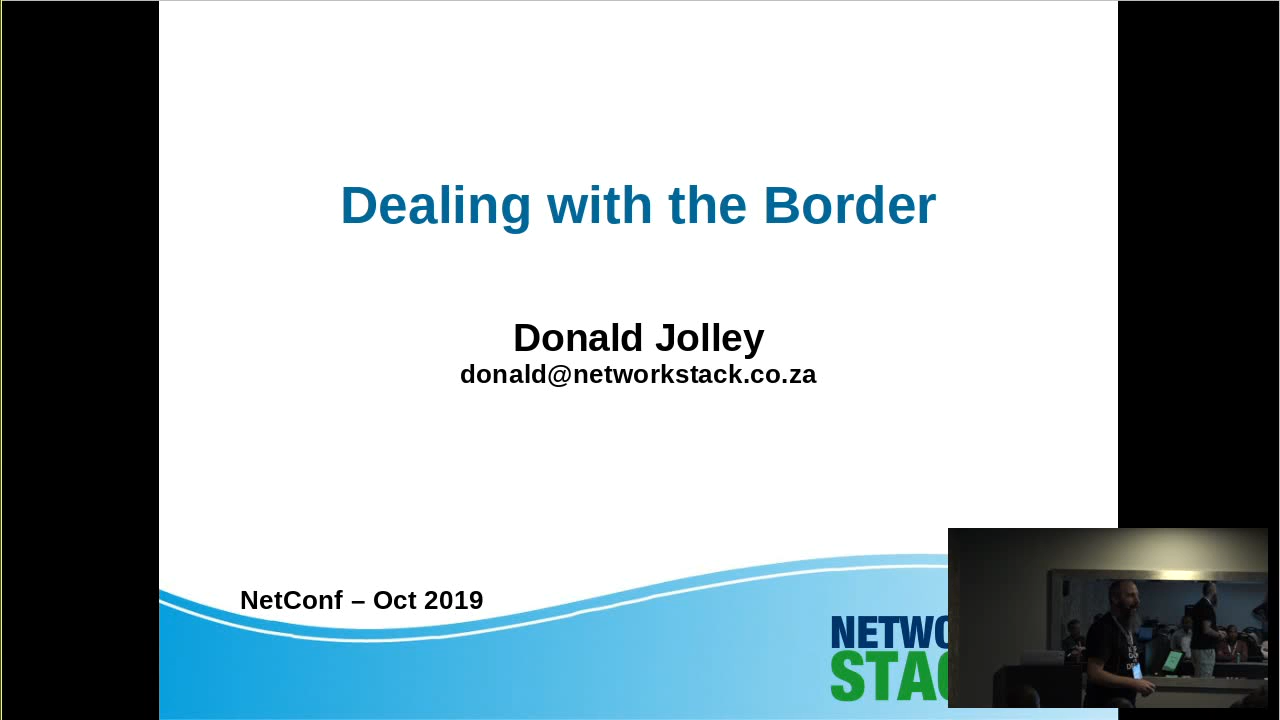 Dealing with the Border
Donald Jolley
donald@networkstack.co.za
NetConf – Oct 2019
NETWO
STAC